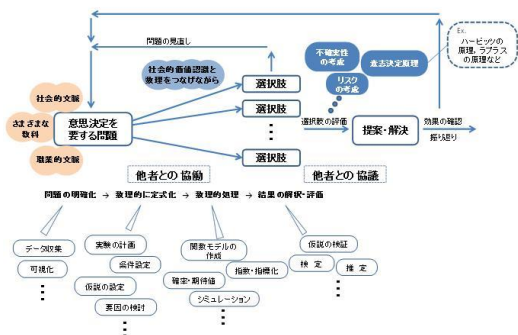 Ex.
ハービッツの
原理,ラプラス
の原理など
問題の見直し
不確実性
の考慮
意志決定原理
リスク
の考慮
社会的価値認識と
数理をつなげながら
選択肢
選択肢
選択肢
社会的文脈
さまざまな
教科
職業的文脈
意思決定を
要する問題
選択肢の評価
提案・解決
効果の確認
振り返り
他者との協働
他者との協議
問題の明確化 → 数理的に定式化 → 数理的処理 → 結果の解釈・評価
データ収集
可視化
実験の計画
条件設定
仮説の設定
要因の検討
関数モデルの
作成
指数・指標化
確率・期待値
シミュレーション
仮説の検証
検 定
推 定